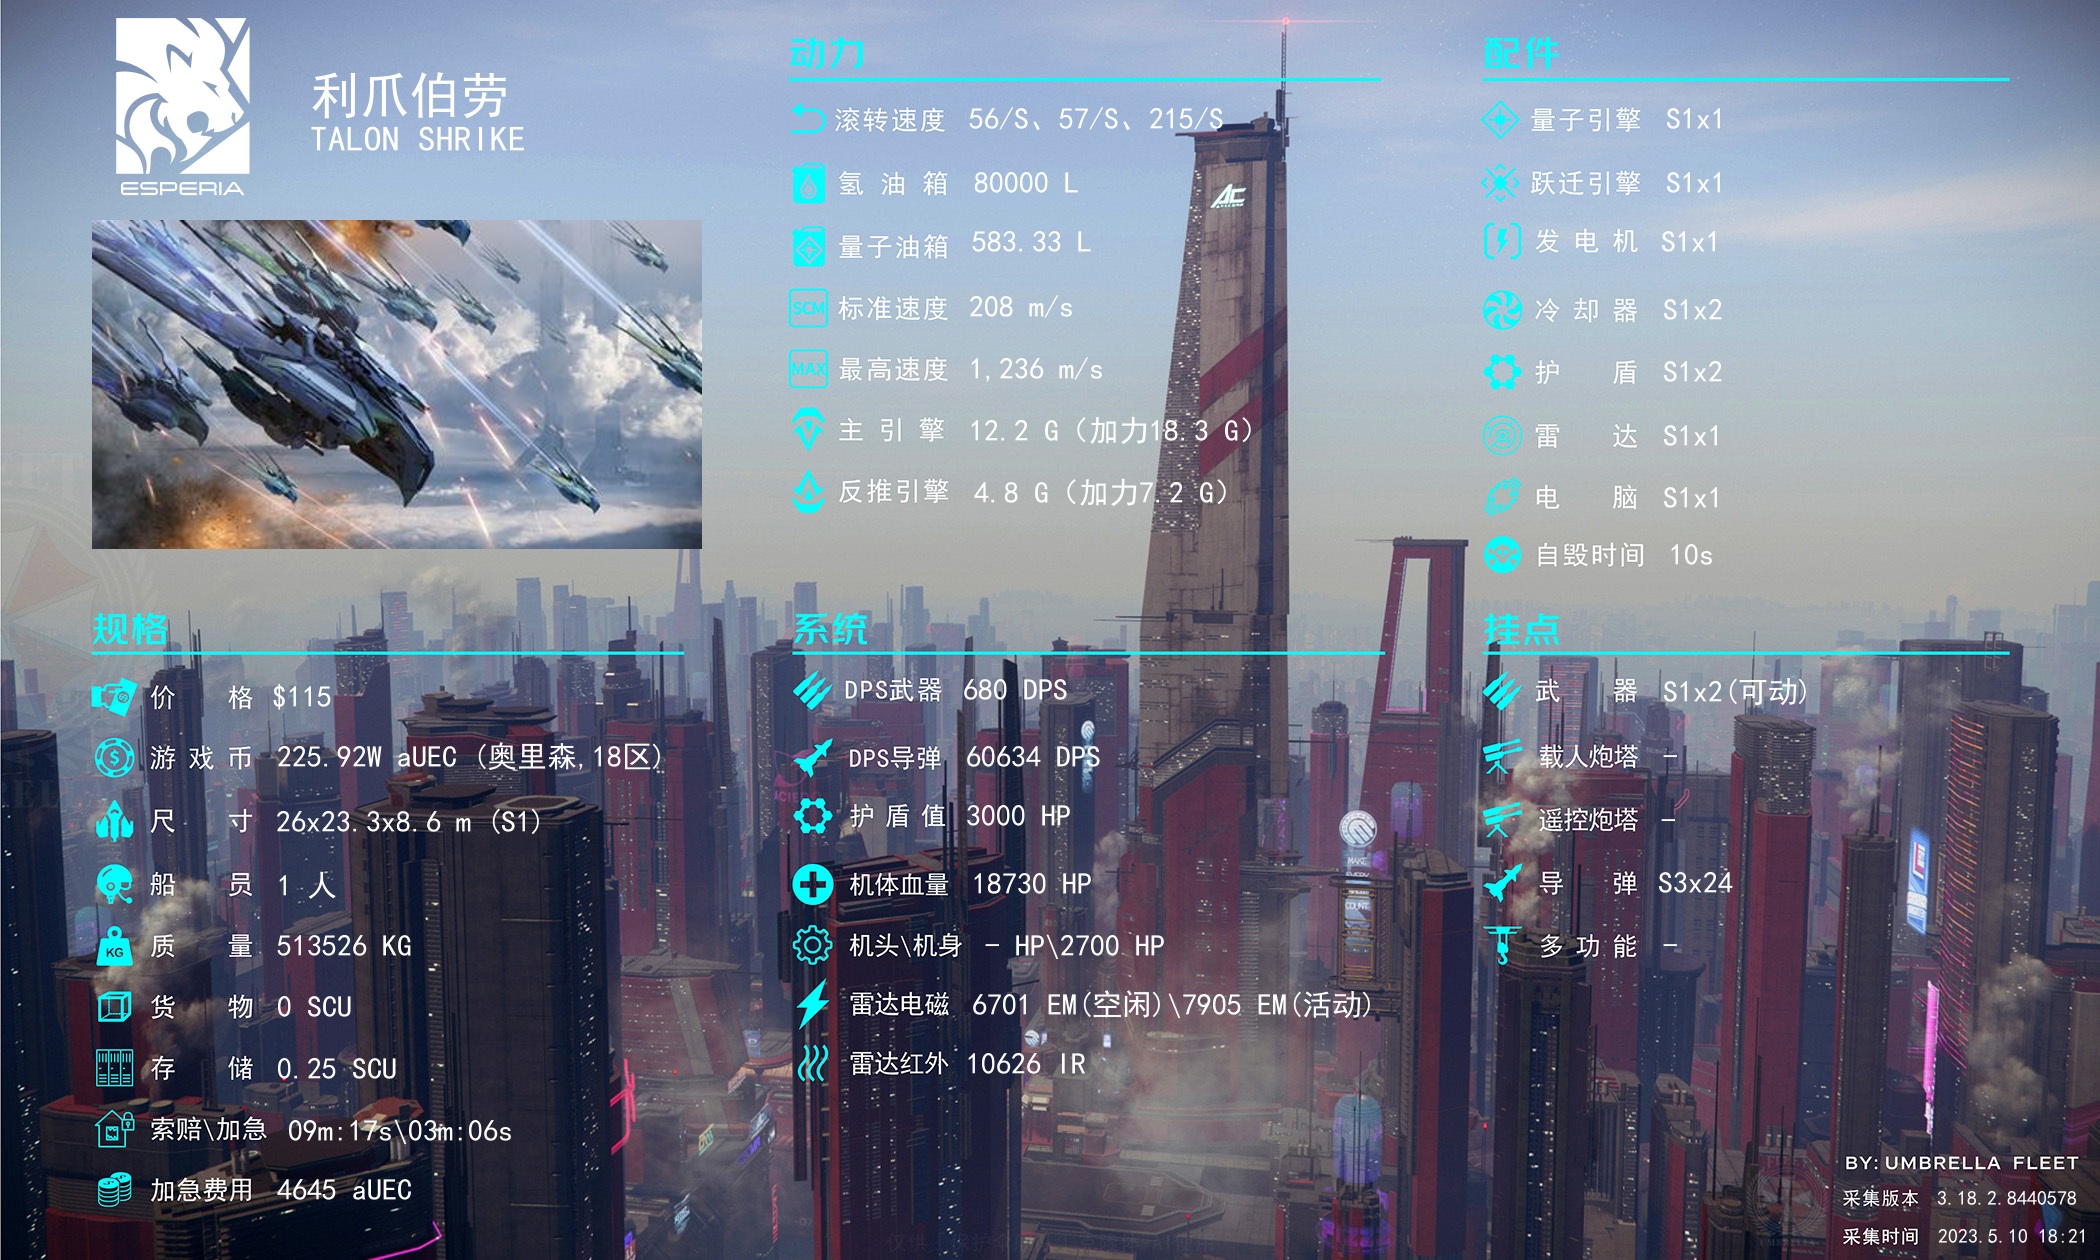 ESPERIA
利爪伯劳
TALON SHRIKE
动力
滚转速度 56/S、57/S、215/S
氢油箱 80000 L
量子油箱 583.33 L
SCM 标准速度 208 m/s
MAX 最高速度 1,236 m/s
主引擎 12.2 G（加力18.3 G）
反推引擎 4.8 G（加力7.2 G）
配件
量子引擎 S1x1
跃迁引擎 S1x1
发电机 S1x1
冷却器 S1x2
护盾 S1x2
雷达 S1x1
电脑 S1x1
自毁时间 10s
规格
价格 $115
游戏币 225.92W aUEC (奥里森,18区)
尺寸 26x23.3x8.6 m (S1)
船员 1 人
KG 质量 513526 KG
货物 0 SCU
存储 0.25 SCU
索赔\加急 09m:17s\03m:06s
加急费用 4645 aUEC
系统
DPS武器 680 DPS
DPS导弹 60634 DPS
护盾值 3000 HP
机体血量 18730 HP
机头\机身 - HP\2700 HP
雷达电磁 6701 EM(空闲)\7905 EM(活动)
雷达红外 10626 IR
挂点
武器 S1x2(可动)
载人炮塔 -
遥控炮塔 -
导弹 S3x24
多功能 -
AC
MAKE
EVERY
COUNT
BY: UMBRELLA FLEET
采集版本 3.18.2.8440578
采集时间 2023.5.10 18:21